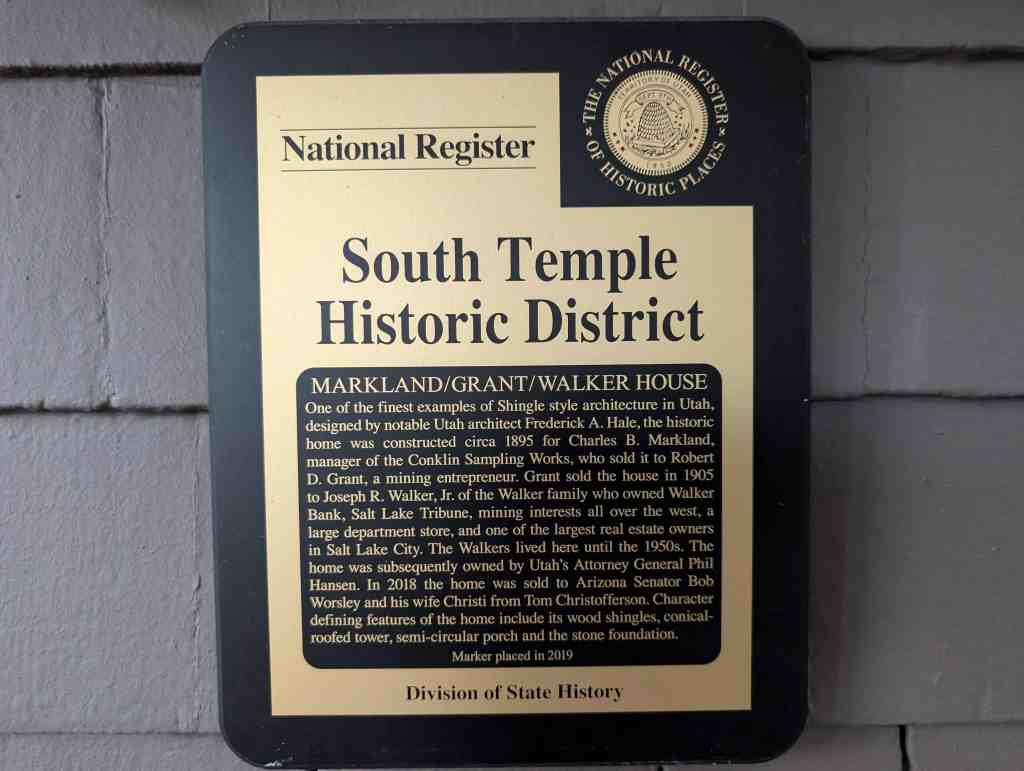 THE NATIONAL REGISTER
OF HISTORIC PLACES
TERRITORY OF UTAH
SEPT 9TH
1850
National Register
South Temple
Historic District
MARKLAND/GRANT/WALKER HOUSE
One of the finest examples of Shingle style architecture in Utah,
designed by notable Utah architect Frederick A. Hale, the historic
home was constructed circa 1895 for Charles B. Markland,
manager of the Conklin Sampling Works, who sold it to Robert
D. Grant, a mining entrepreneur. Grant sold the house in 1905
to Joseph R. Walker, Jr. of the Walker family who owned Walker
Bank, Salt Lake Tribune, mining interests all over the west, a
large department store, and one of the largest real estate owners
in Salt Lake City. The Walkers lived here until the 1950s. The
home was subsequently owned by Utah's Attorney General Phil
Hansen. In 2018 the home was sold to Arizona Senator Bob
Worsley and his wife Christi from Tom Christofferson. Character
defining features of the home include its wood shingles, conical-
roofed tower, semi-circular porch and the stone foundation.
Marker placed in 2019
Division of State History